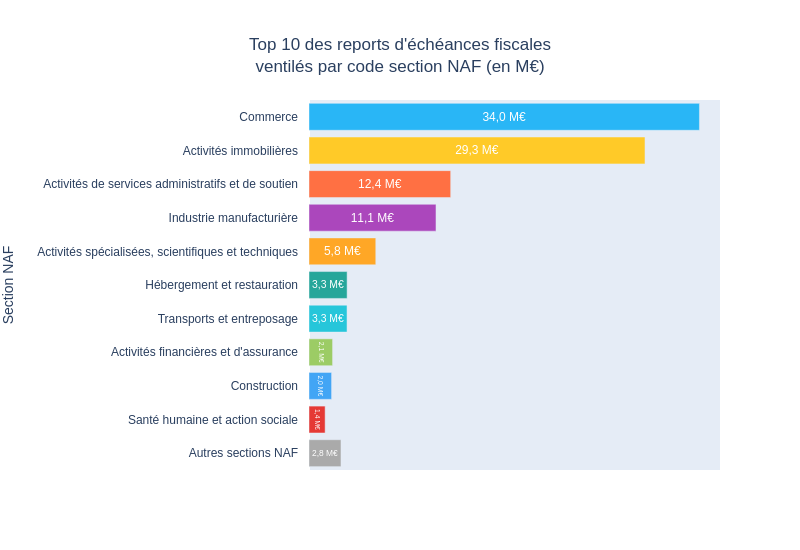 Top 10 des reports d'échéances fiscales
ventilés par code section NAF (en M€)
Section NAF
Commerce 34,0 M€
Activités immobilières 29,3 M€
Activités de services administratifs et de soutien 12,4 M€
Industrie manufacturière 11,1 M€
Activités spécialisées, scientifiques et techniques 5,8 M€
Hébergement et restauration 3,3 M€
Transports et entreposage 3,3 M€
Activités financières et d'assurance 2,1 M€
Construction 2,0 M€
Santé humaine et action sociale 1,4 M€
Autres sections NAF 2,8 M€